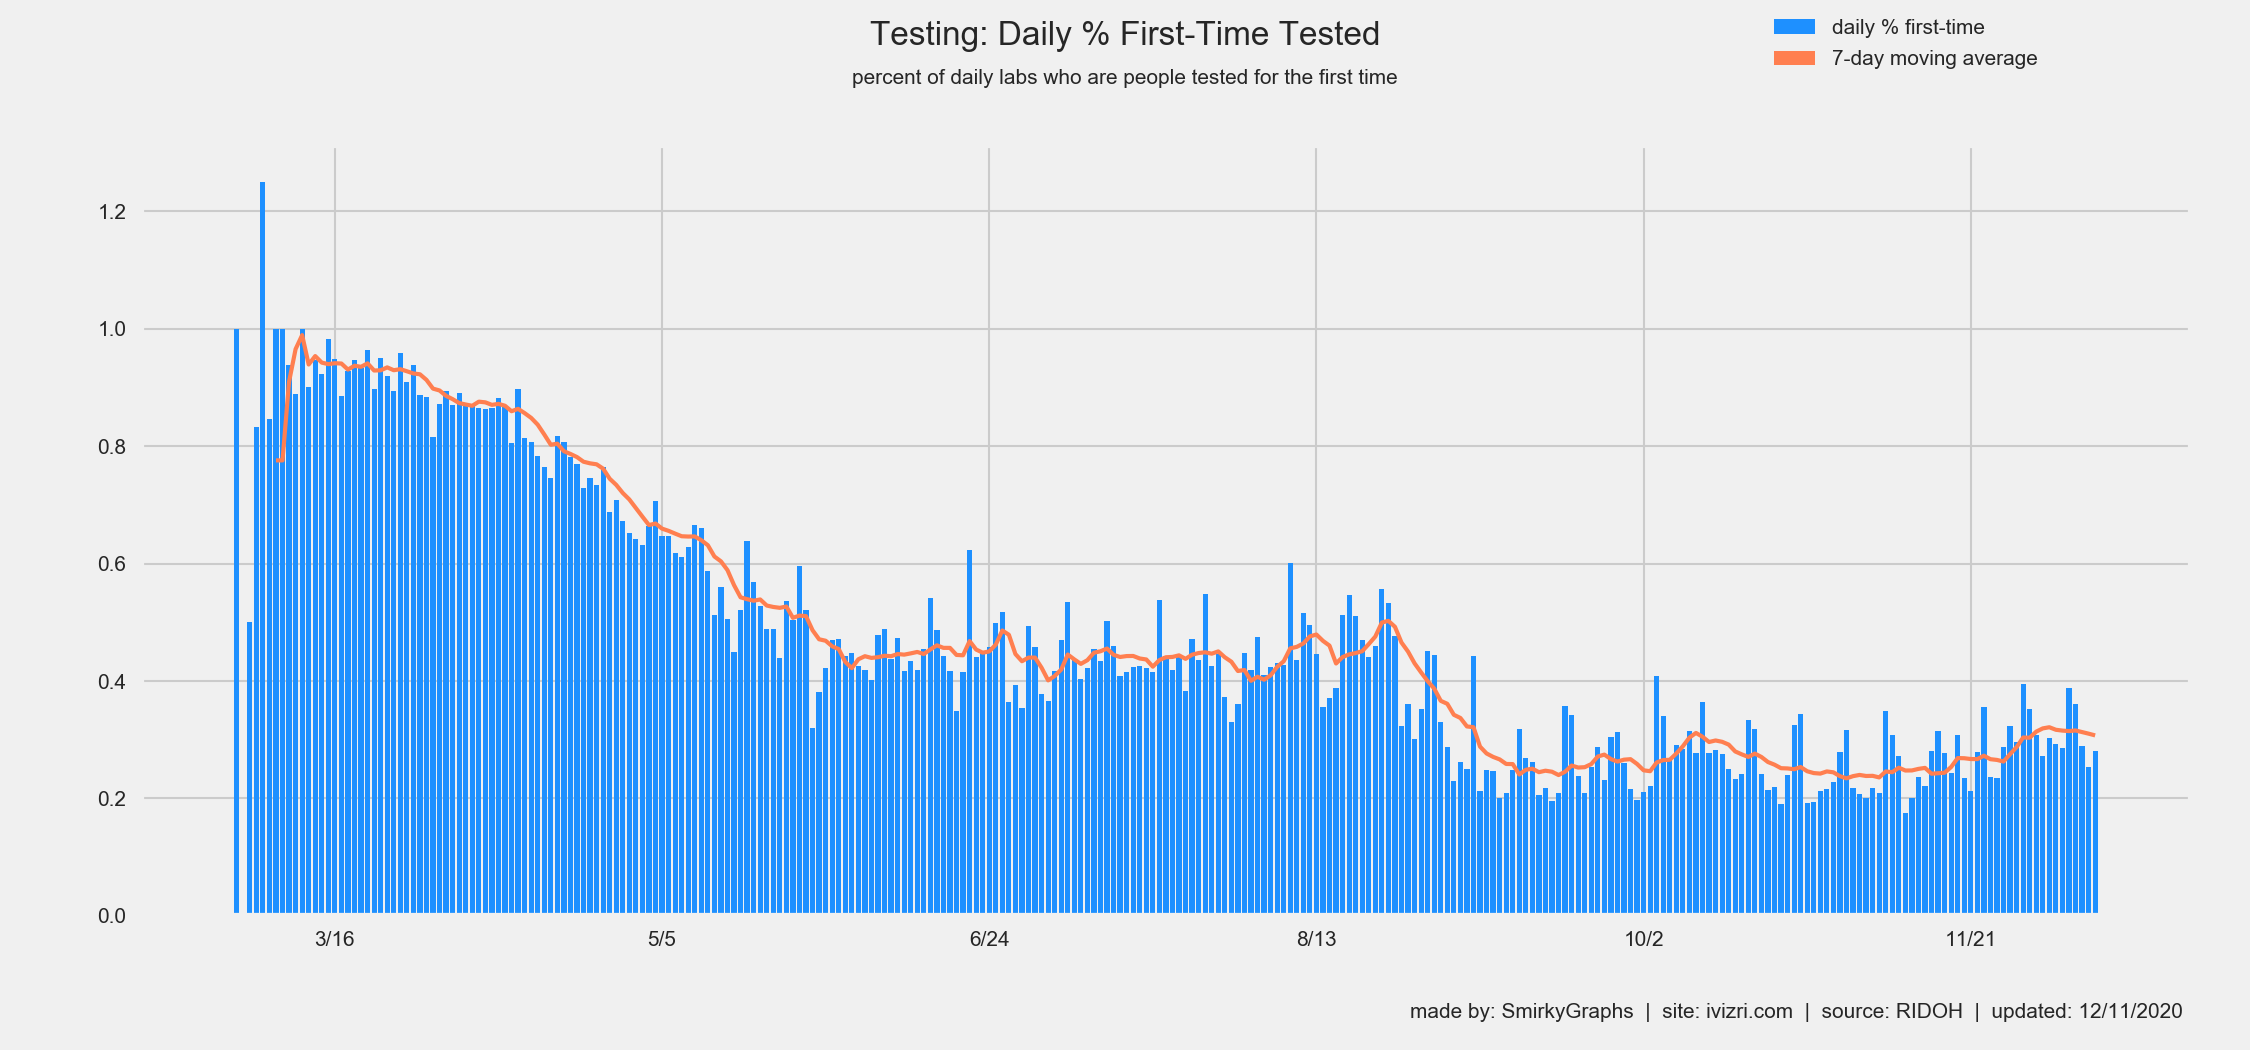 Testing: Daily % First-Time Tested
percent of daily labs who are people tested for the first time
daily % first-time
7-day moving average
1.2
1.0
0.8
0.6
0.4
0.2
0.0
3/16 5/5 6/24 8/13 10/2 11/21
made by: SmirkyGraphs | site: ivizri.com | source: RIDOH | updated: 12/11/2020